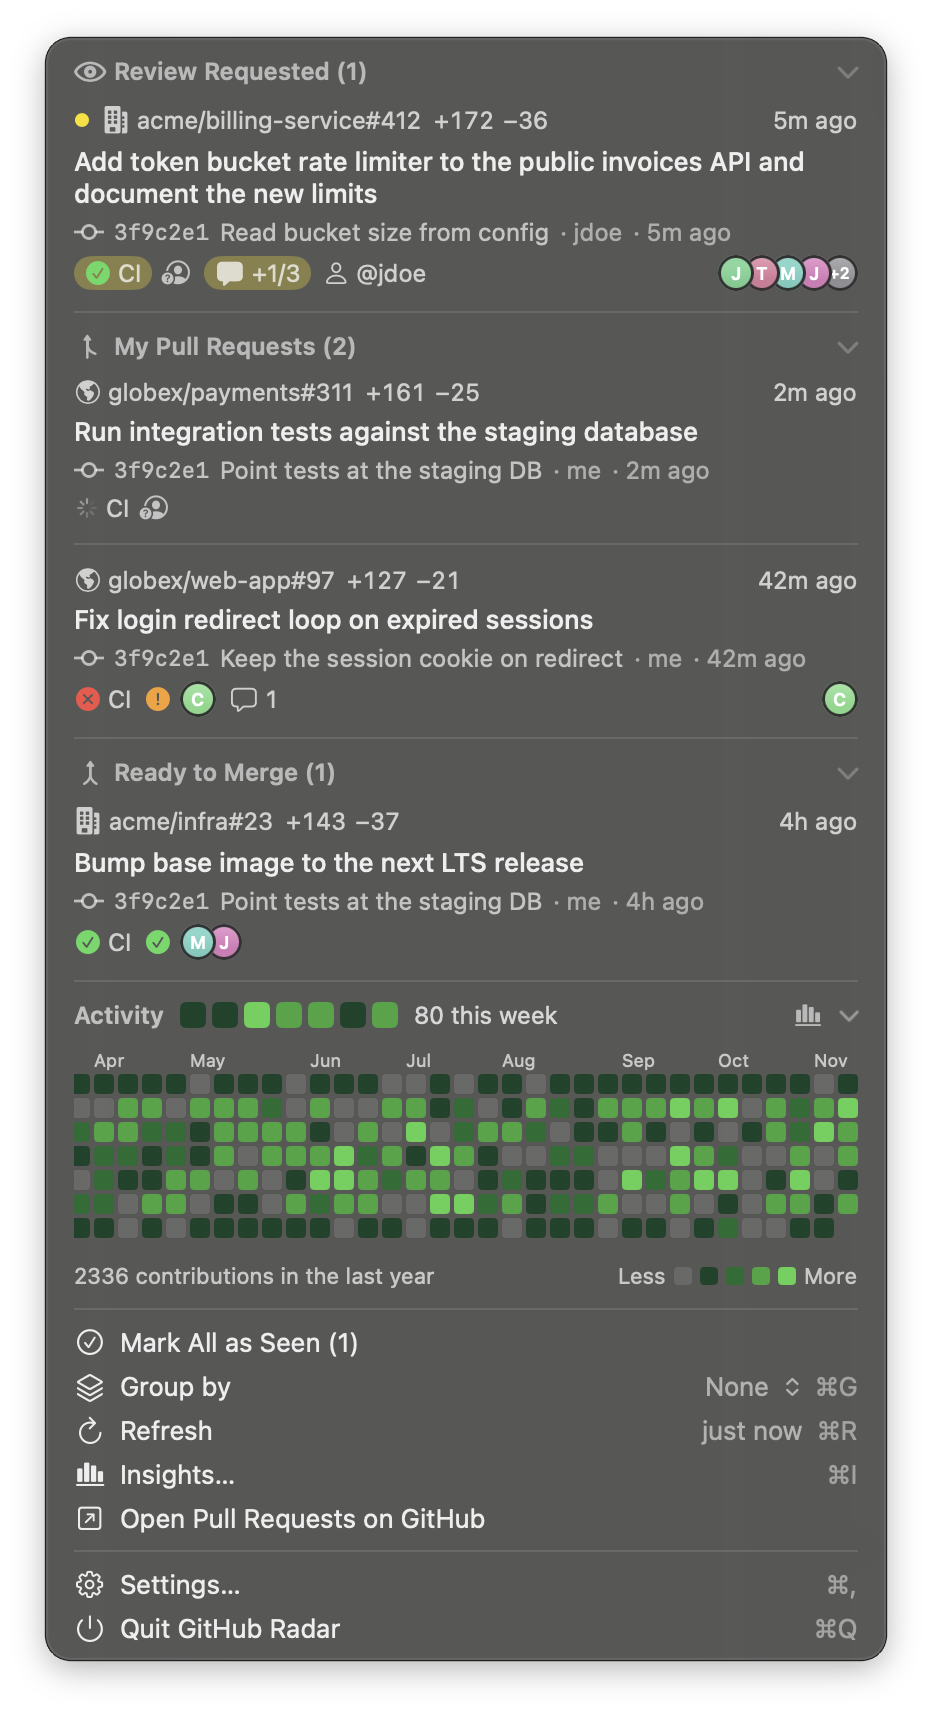 Review Requested (1)
acme/billing-service#412 +172 −36 5m ago
Add token bucket rate limiter to the public invoices API and
document the new limits
3f9c2e1 Read bucket size from config · jdoe · 5m ago
CI +1/3 @jdoe J T M J +2
My Pull Requests (2)
globex/payments#311 +161 −25 2m ago
Run integration tests against the staging database
3f9c2e1 Point tests at the staging DB · me · 2m ago
CI
globex/web-app#97 +127 −21 42m ago
Fix login redirect loop on expired sessions
3f9c2e1 Keep the session cookie on redirect · me · 42m ago
CI C 1 C
Ready to Merge (1)
acme/infra#23 +143 −37 4h ago
Bump base image to the next LTS release
3f9c2e1 Point tests at the staging DB · me · 4h ago
CI M J
Activity 80 this week
Apr May Jun Jul Aug Sep Oct Nov
2336 contributions in the last year Less More
Mark All as Seen (1)
Group by None ⌘G
Refresh just now ⌘R
Insights... ⌘I
Open Pull Requests on GitHub
Settings... ⌘,
Quit GitHub Radar ⌘Q